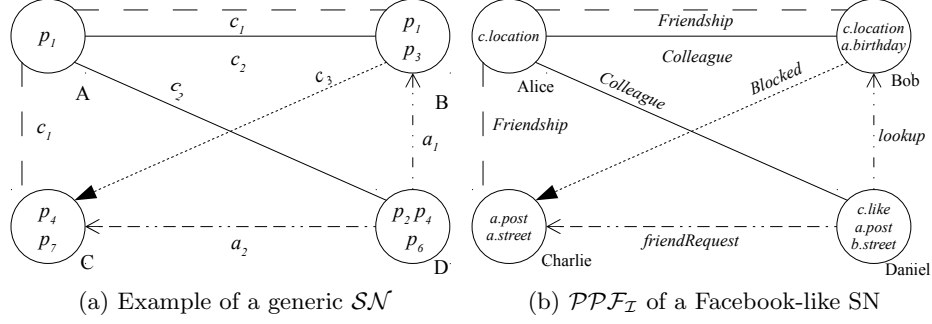 c₁
p₁
p₁
p₃
c₂
A
B
c₂
c₃
c₁
a₁
p₄
p₇
p₂ p₄
p₆
a₂
C
D
(a) Example of a generic 𝒮𝒩
Friendship
c.location
c.location
a.birthday
Colleague
Alice
Bob
Colleague
Blocked
Friendship
lookup
a.post
a.street
c.like
a.post
b.street
friendRequest
Charlie
Daniel
(b) 𝒫𝒫ℱ_ℐ of a Facebook-like SN